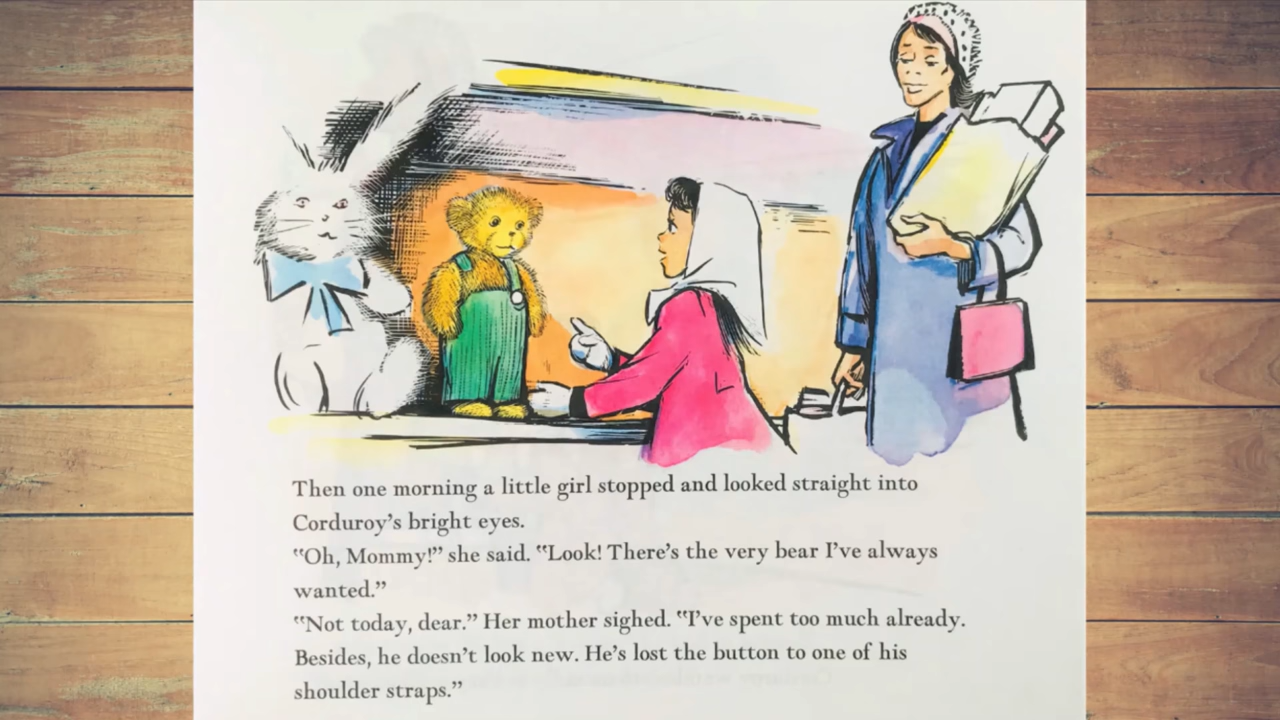 Then one morning a little girl stopped and looked straight into
Corduroy’s bright eyes.
“Oh, Mommy!” she said. “Look! There’s the very bear I’ve always
wanted.”
“Not today, dear.” Her mother sighed. “I’ve spent too much already.
Besides, he doesn’t look new. He’s lost the button to one of his
shoulder straps.”